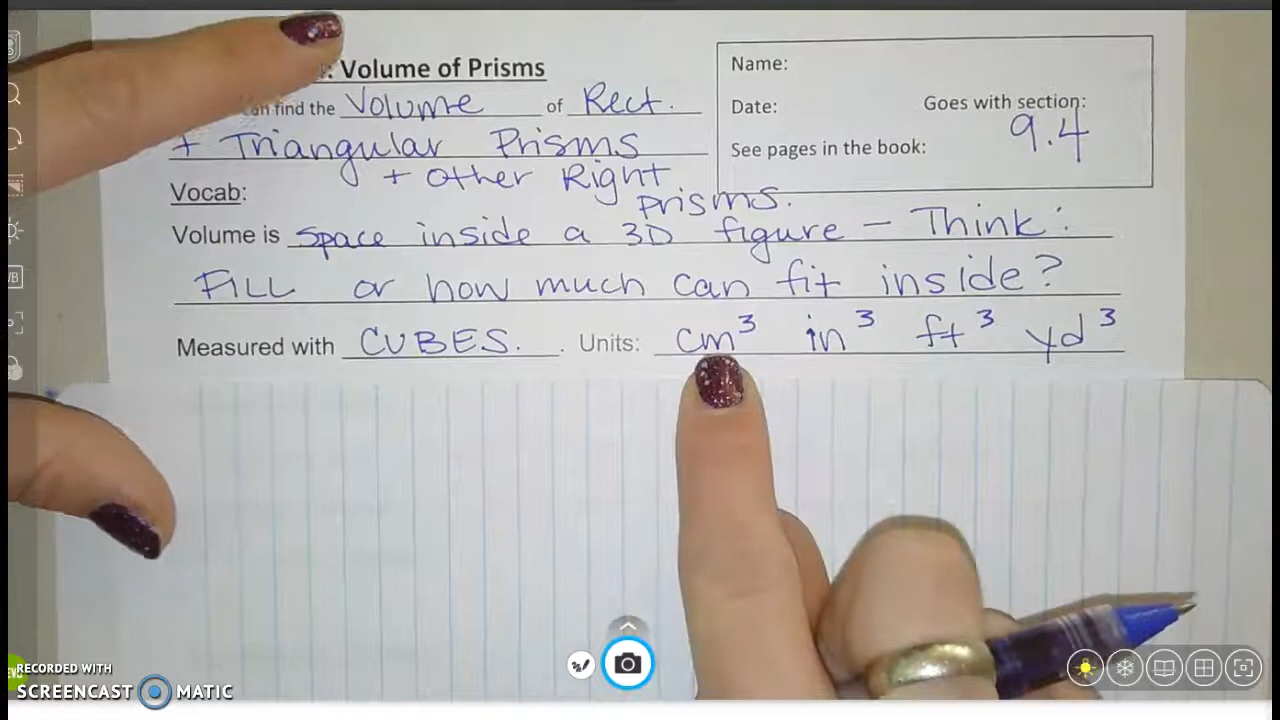 : Volume of Prisms
can find the Volume of Rect.
+ Triangular Prisms
+ other Right
Prisms.
Name:
Date:
Goes with section:
9.4
See pages in the book:
Vocab:
Volume is space inside a 3D figure – Think:
FILL or how much can fit inside?
Measured with CUBES. . Units: cm³ in³ ft³ yd³
RECORDED WITH
SCREENCAST MATIC